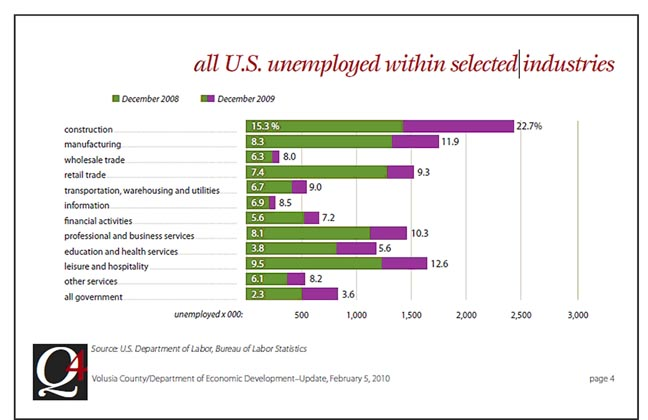 all U.S. unemployed within selected industries
December 2008 December 2009
construction 15.3 % 22.7%
manufacturing 8.3 11.9
wholesale trade 6.3 8.0
retail trade 7.4 9.3
transportation, warehousing and utilities 6.7 9.0
information 6.9 8.5
financial activities 5.6 7.2
professional and business services 8.1 10.3
education and health services 3.8 5.6
leisure and hospitality 9.5 12.6
other services 6.1 8.2
all government 2.3 3.6
unemployed x 000: 500 1,000 1,500 2,000 2,500 3,000
Source: U.S. Department of Labor, Bureau of Labor Statistics
Q4
Volusia County/Department of Economic Development–Update, February 5, 2010 page 4